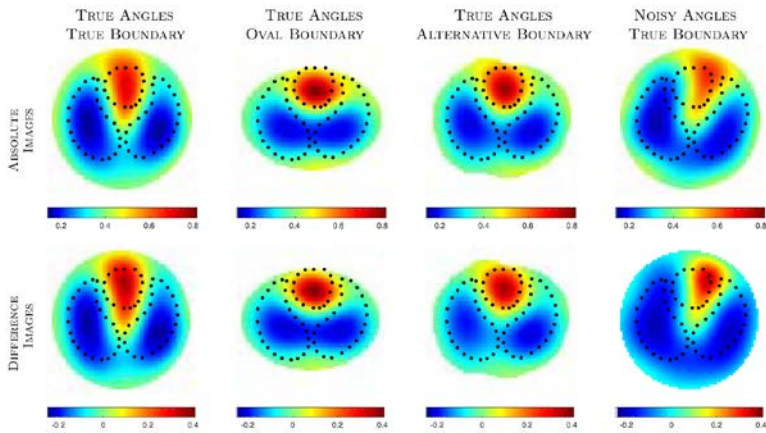 True Angles
True Boundary
True Angles
Oval Boundary
True Angles
Alternative Boundary
Noisy Angles
True Boundary
Absolute
Images
0.2 0.4 0.6 0.8
0.2 0.4 0.6 0.8
0.2 0.4 0.6 0.8
0.2 0.4 0.6 0.8
Difference
Images
-0.2 0 0.2 0.4
-0.2 0 0.2 0.4
-0.2 0 0.2 0.4
-0.2 0 0.2 0.4